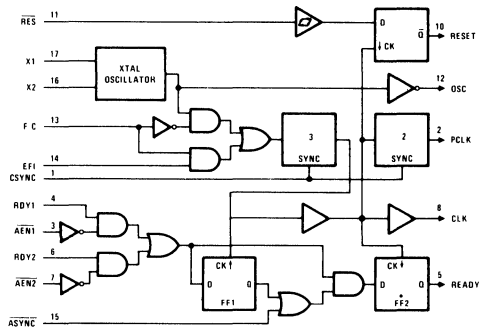 RES 11
D
Q
CK
10 RESET
X1 17
X2 16
XTAL
OSCILLATOR
12 OSC
F C 13
3
SYNC
2
SYNC
2 PCLK
EFI 14
CSYNC 1
RDY1 4
AEN1 3
8 CLK
RDY2 6
AEN2 7
CK
D Q
FF1
CK
D Q
FF2
5 READY
ASYNC 15